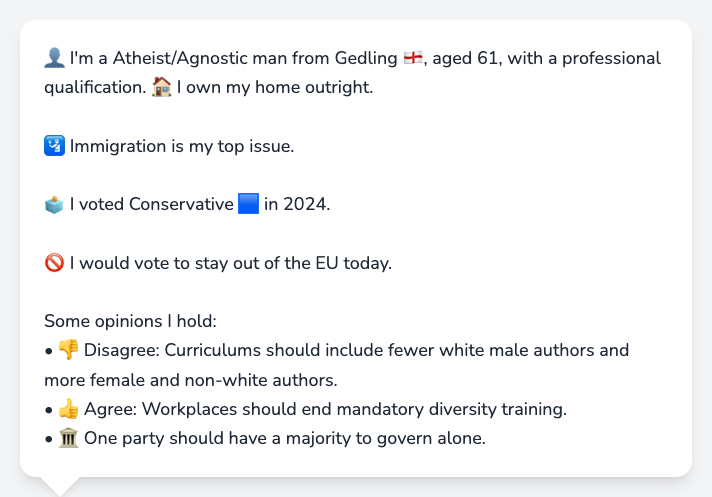 👤 I'm a Atheist/Agnostic man from Gedling 🏴󠁧󠁢󠁥󠁮󠁧󠁿, aged 61, with a professional
qualification. 🏠 I own my home outright.
🛂 Immigration is my top issue.
🗳️ I voted Conservative 🟦 in 2024.
🚫 I would vote to stay out of the EU today.
Some opinions I hold:
• 👎 Disagree: Curriculums should include fewer white male authors and
more female and non-white authors.
• 👍 Agree: Workplaces should end mandatory diversity training.
• 🏛️ One party should have a majority to govern alone.